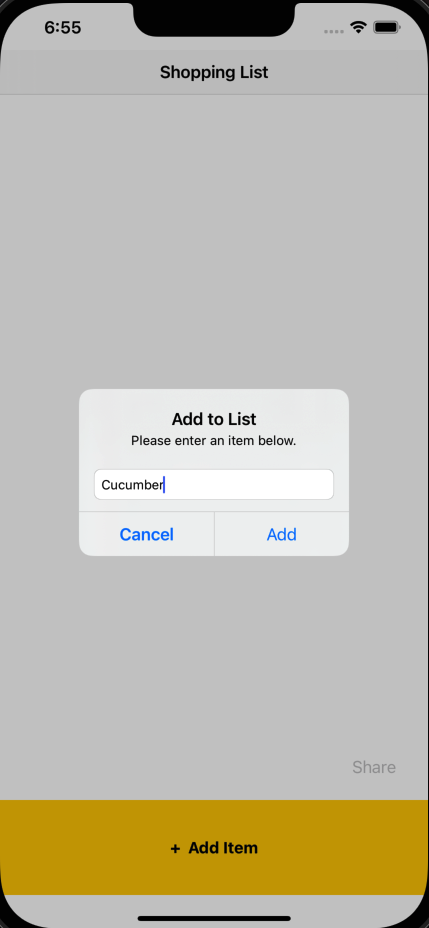 6:55
Shopping List
Add to List
Please enter an item below.
Cucumber
Cancel Add
Share
+ Add Item